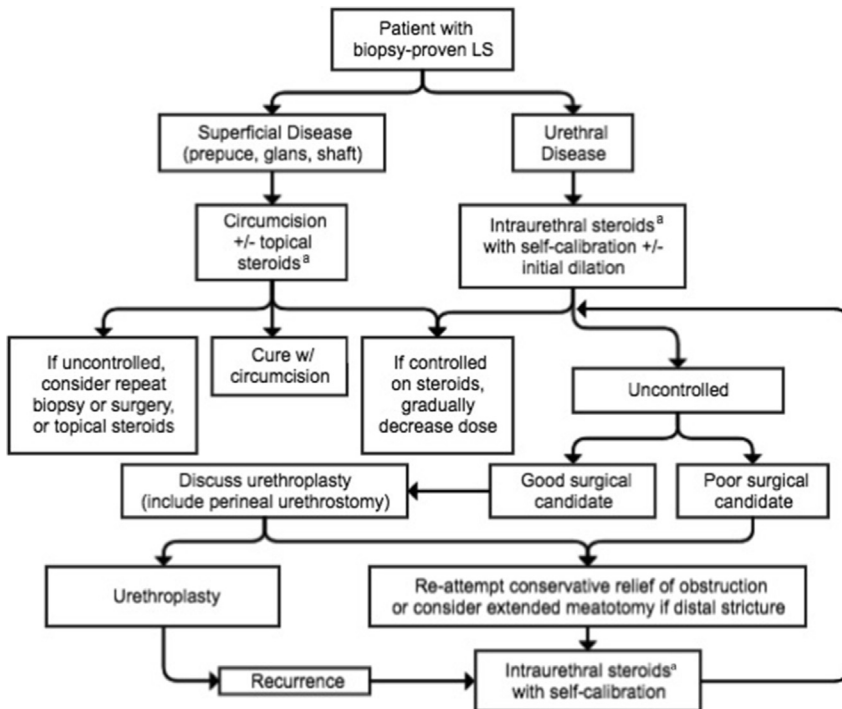 Patient with
biopsy-proven LS
Superficial Disease
(prepuce, glans, shaft)
Urethral
Disease
Circumcision
+/- topical
steroidsª
Intraurethral steroidsª
with self-calibration +/-
initial dilation
If uncontrolled,
consider repeat
biopsy or surgery,
or topical steroids
Cure w/
circumcision
If controlled
on steroids,
gradually
decrease dose
Uncontrolled
Discuss urethroplasty
(include perineal urethrostomy)
Good surgical
candidate
Poor surgical
candidate
Urethroplasty
Re-attempt conservative relief of obstruction
or consider extended meatotomy if distal stricture
Recurrence
Intraurethral steroidsª
with self-calibration